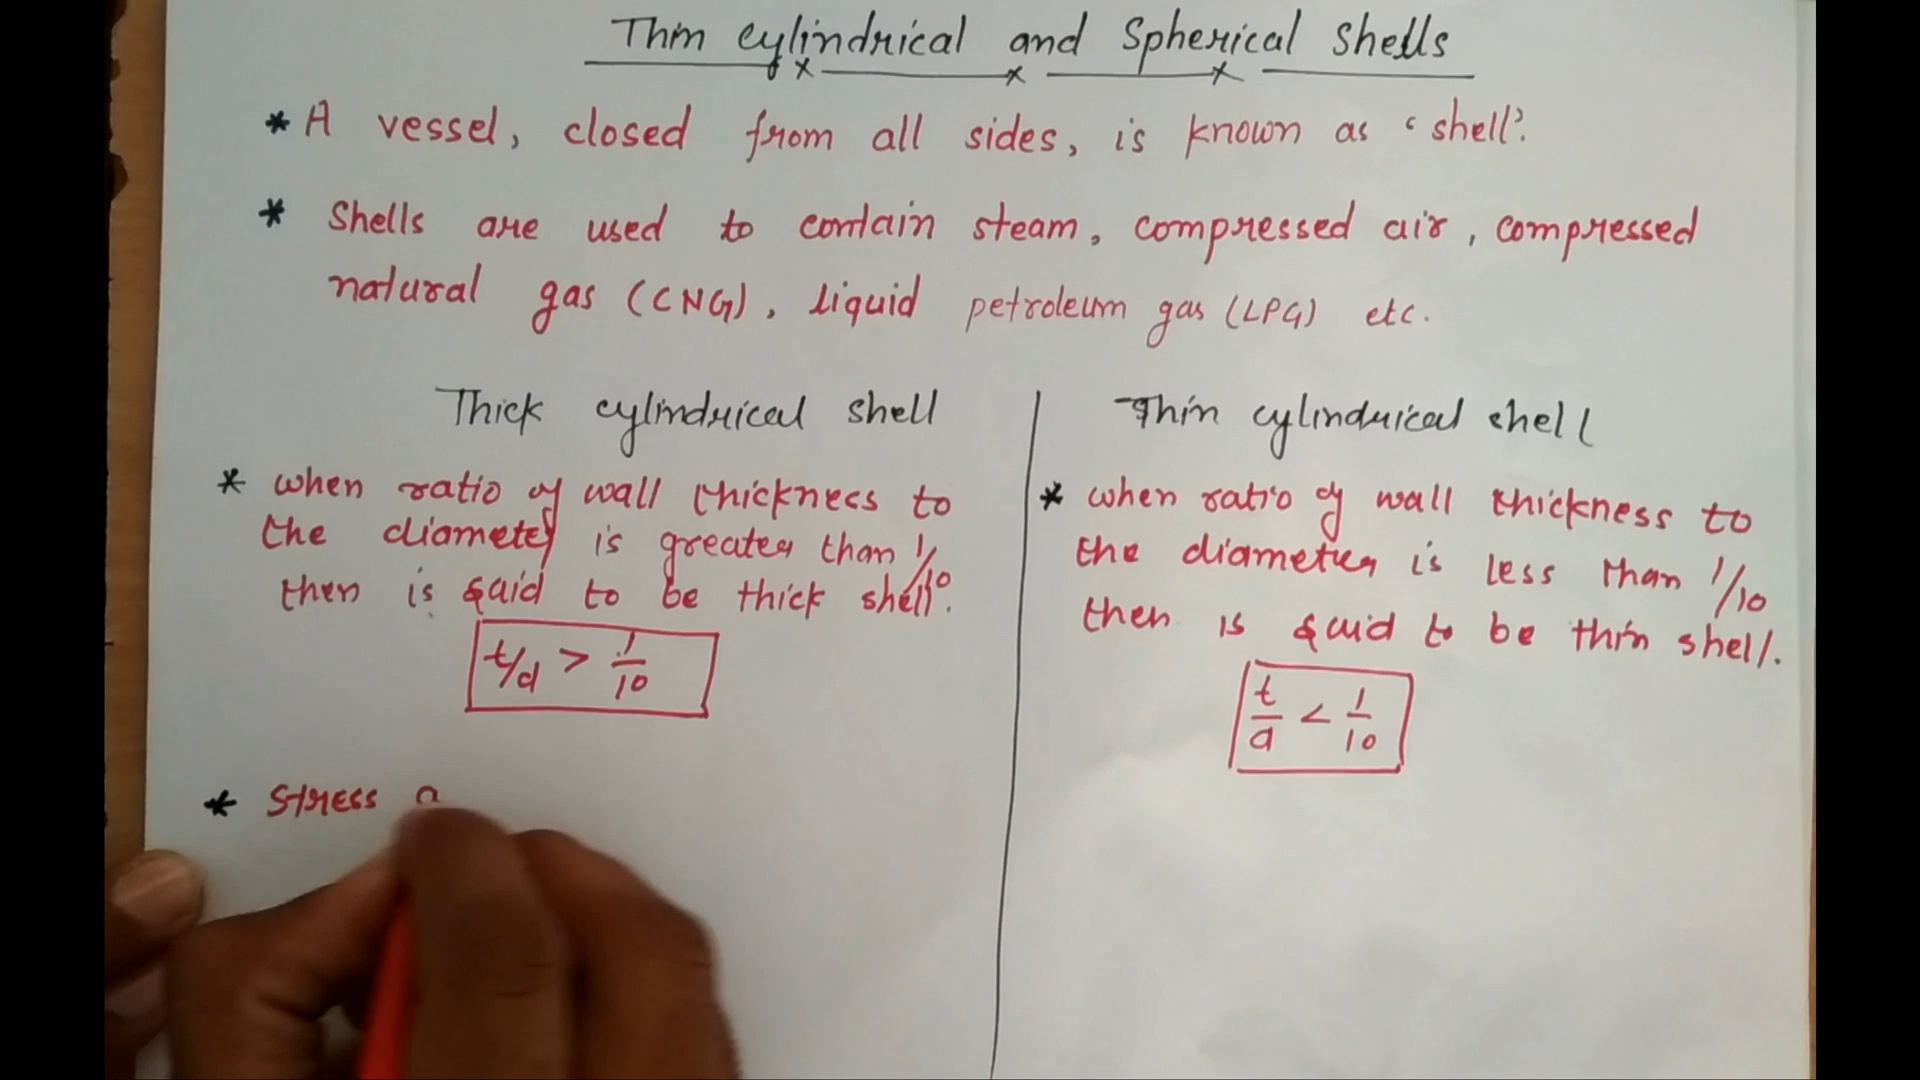 Thin cylindrical and Spherical Shells
* A vessel, closed from all sides, is known as 'shell'.
* Shells are used to contain steam, compressed air, compressed
natural gas (CNG), liquid petroleum gas (LPG) etc.
Thick cylindrical shell
* when ratio of wall thickness to
the diameter is greater than 1/10
then is said to be thick shell.
t/d > 1/10
* Stress
Thin cylindrical shell
* when ratio of wall thickness to
the diameter is less than 1/10
then is said to be thin shell.
t/d < 1/10